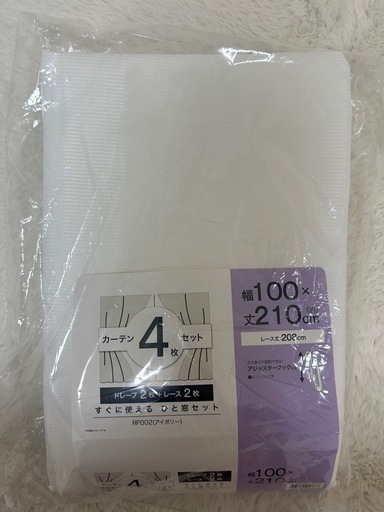 カーテン 4枚 セット
ドレープ2枚+レース2枚
すぐに使える ひと窓セット
RP002(アイボリー)
幅100×
丈210cm
レース丈 208cm
アジャスターフック
4
幅100×
210